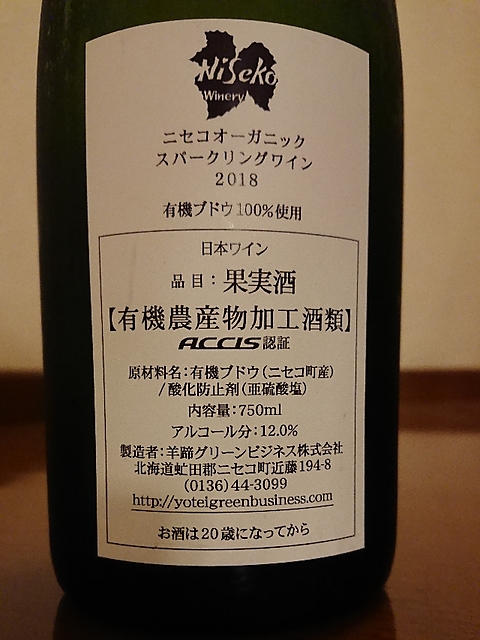 NiSeko
Winery
ニセコオーガニック
スパークリングワイン
2018
有機ブドウ100%使用
日本ワイン
品目：果実酒
【有機農産物加工酒類】
ACCIS認証
原材料名：有機ブドウ（ニセコ町産）
/酸化防止剤（亜硫酸塩）
内容量：750ml
アルコール分：12.0%
製造者：羊蹄グリーンビジネス株式会社
北海道虻田郡ニセコ町近藤194-8
(0136)44-3099
http://yoteigreenbusiness.com
お酒は20歳になってから